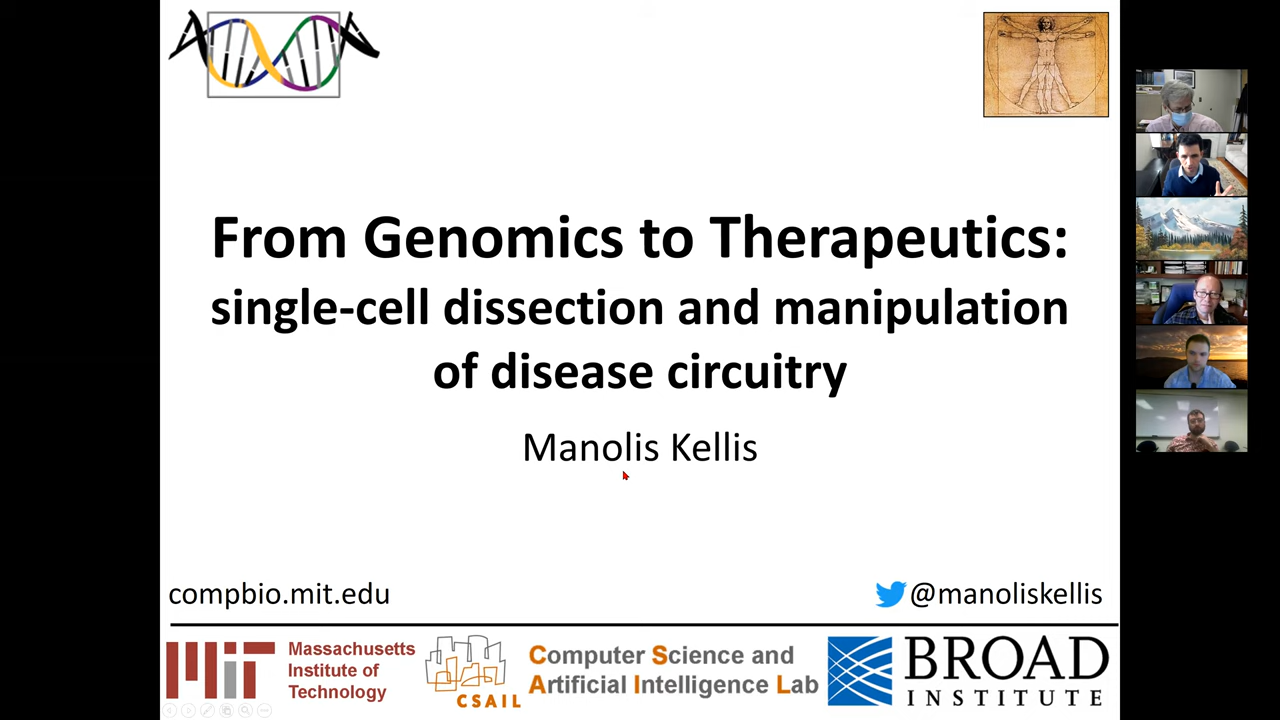 From Genomics to Therapeutics:
single-cell dissection and manipulation
of disease circuitry
Manolis Kellis
compbio.mit.edu
@manoliskellis
MIT
Massachusetts
Institute of
Technology
CSAIL
Computer Science and
Artificial Intelligence Lab
BROAD
INSTITUTE